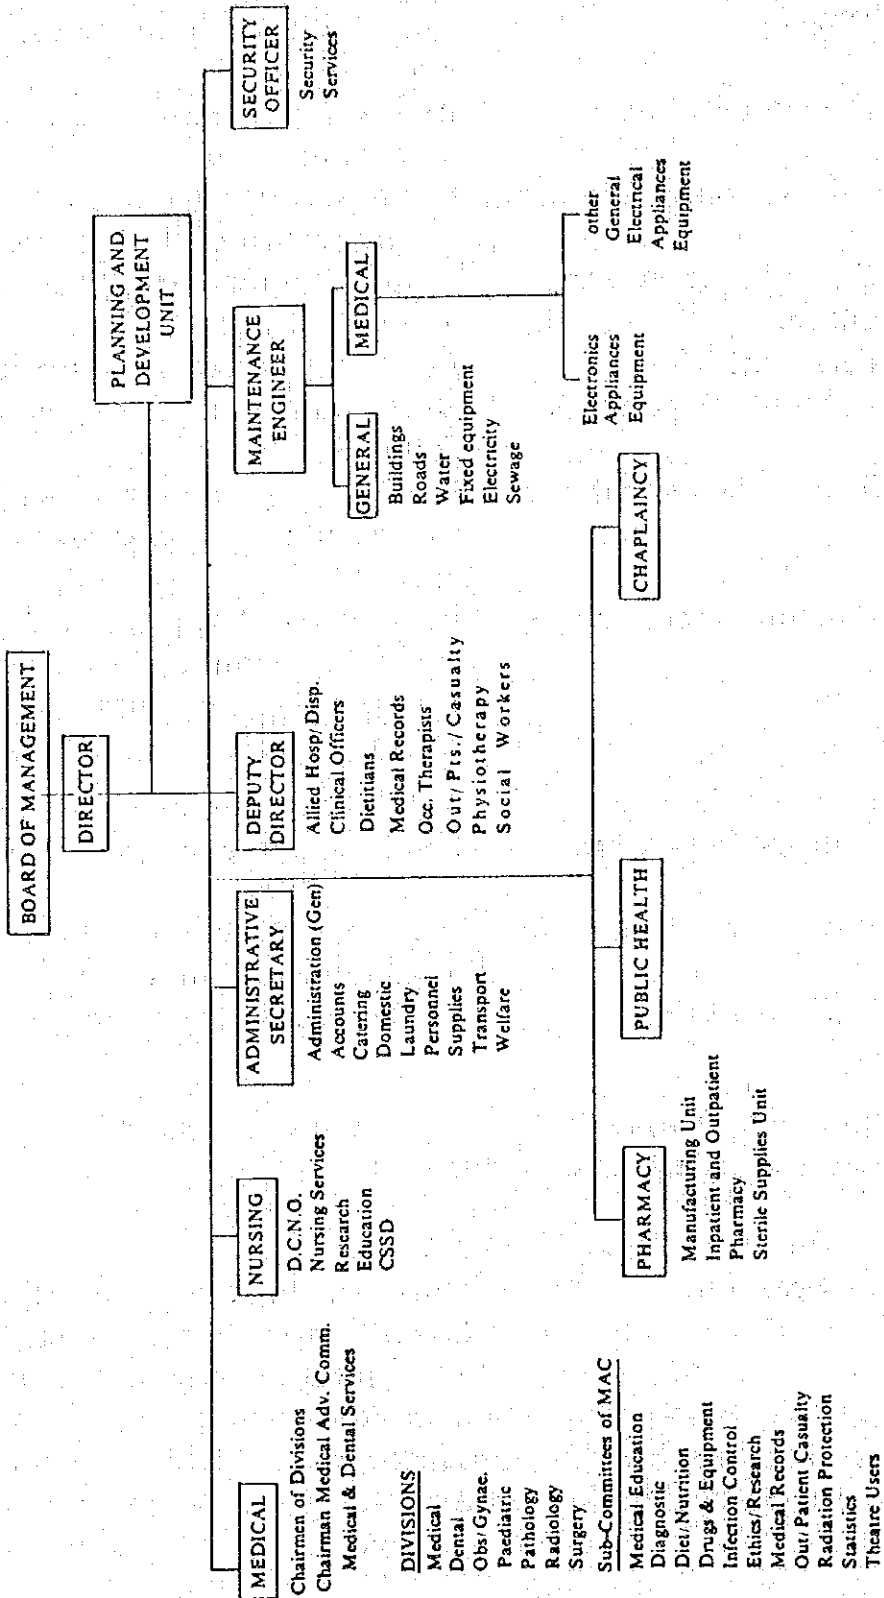 BOARD OF MANAGEMENT
DIRECTOR
PLANNING AND
DEVELOPMENT
UNIT
MEDICAL
Chairmen of Divisions
Chairman Medical Adv. Comm.
Medical & Dental Services
DIVISIONS
Medical
Dental
Obs/Gynae.
Paediatric
Pathology
Radiology
Surgery
Sub-Committees of MAC
Medical Education
Diagnostic
Diet/Nutrition
Drugs & Equipment
Infection Control
Ethics/Research
Medical Records
Out/Patient Casualty
Radiation Protection
Statistics
Theatre Users
NURSING
D.C.N.O.
Nursing Services
Research
Education
CSSD
ADMINISTRATIVE
SECRETARY
Administration (Gen)
Accounts
Catering
Domestic
Laundry
Personnel
Supplies
Transport
Welfare
DEPUTY
DIRECTOR
Allied Hosp/Disp.
Clinical Officers
Dietitians
Medical Records
Occ. Therapists
Out/Pts./Casualty
Physiotherapy
Social Workers
MAINTENANCE
ENGINEER
GENERAL
Buildings
Roads
Water
Fixed equipment
Electricity
Sewage
MEDICAL
Electronics
Appliances
Equipment
other
General
Electrical
Appliances
Equipment
SECURITY
OFFICER
Security
Services
PHARMACY
Manufacturing Unit
Inpatient and Outpatient
Pharmacy
Sterile Supplies Unit
PUBLIC HEALTH
CHAPLAINCY